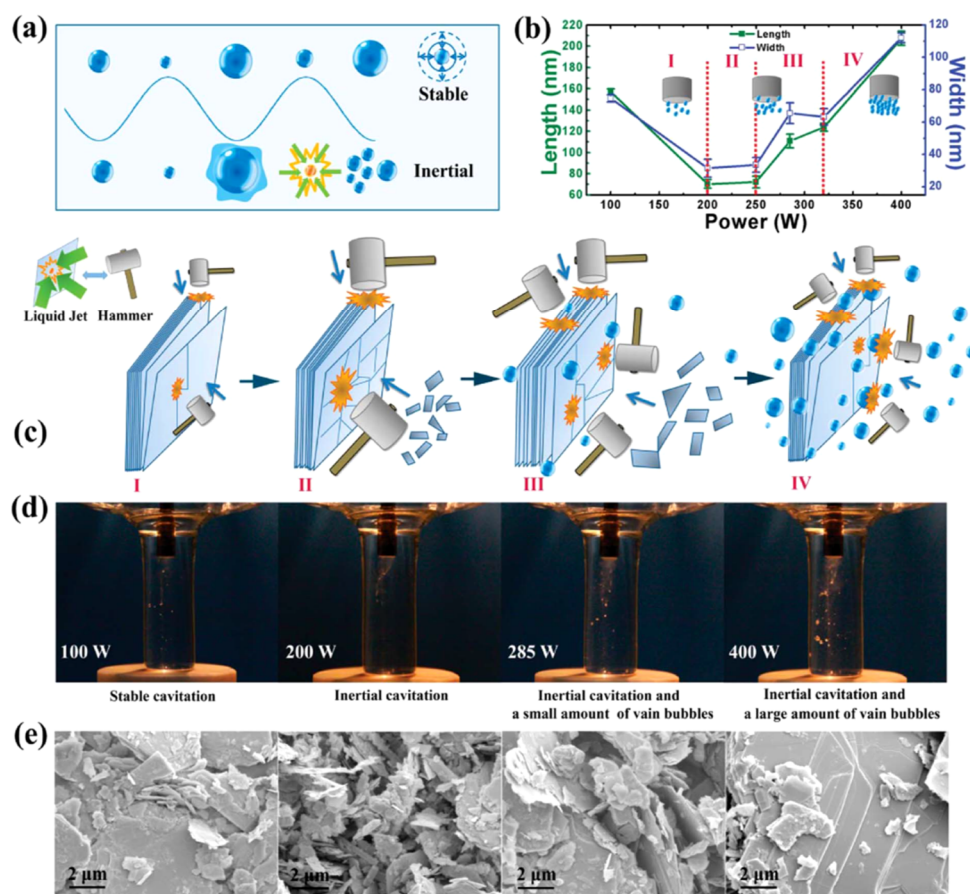 (a)
Stable
Inertial
(b)
Length
Width
I II III IV
220
200
180
160
140
120
100
80
60
Length (nm)
120
100
80
60
40
20
Width (nm)
100 150 200 250 300 350 400
Power (W)
Liquid Jet Hammer
(c)
I II III IV
(d)
100 W 200 W 285 W 400 W
Stable cavitation Inertial cavitation Inertial cavitation and Inertial cavitation and
a small amount of vain bubbles a large amount of vain bubbles
(e)
2 μm 2 μm 2 μm 2 μm